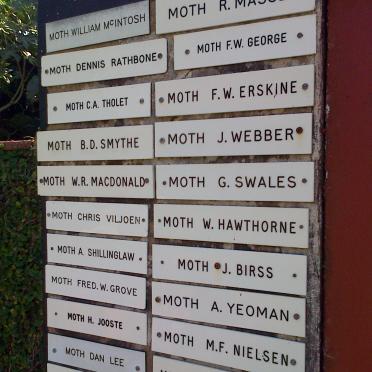 MOTH WILLIAM McINTOSH
MOTH DENNIS RATHBONE
MOTH C.A. THOLET
MOTH B.D. SMYTHE
MOTH W.R. MACDONALD
MOTH CHRIS VILJOEN
MOTH A. SHILLINGLAW
MOTH FRED. W. GROVE
MOTH H. JOOSTE
MOTH DAN LEE
MOTH R.
MOTH F.W. GEORGE
MOTH F.W. ERSKINE
MOTH J. WEBBER
MOTH G. SWALES
MOTH W. HAWTHORNE
MOTH J. BIRSS
MOTH A. YEOMAN
MOTH M.F. NIELSEN